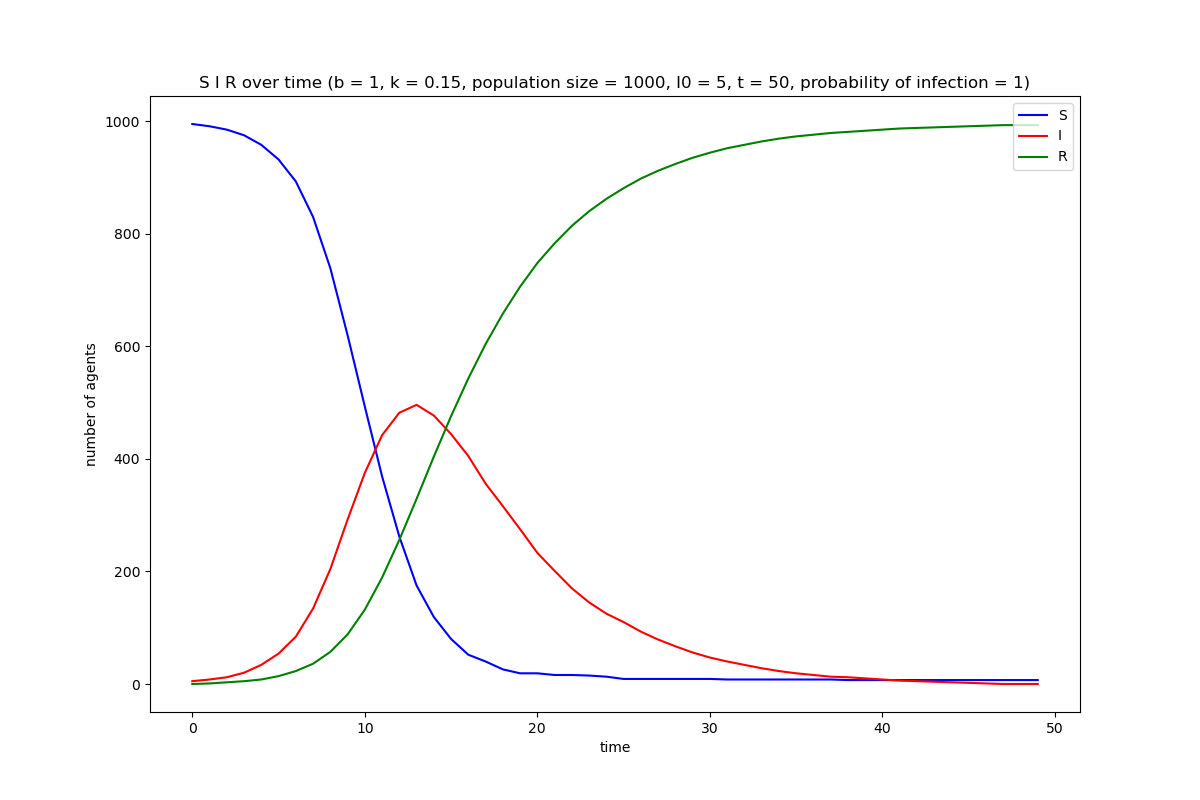 S I R over time (b = 1, k = 0.15, population size = 1000, I0 = 5, t = 50, probability of infection = 1)
1000
800
600
400
200
0
number of agents
S
I
R
0 10 20 30 40 50
time